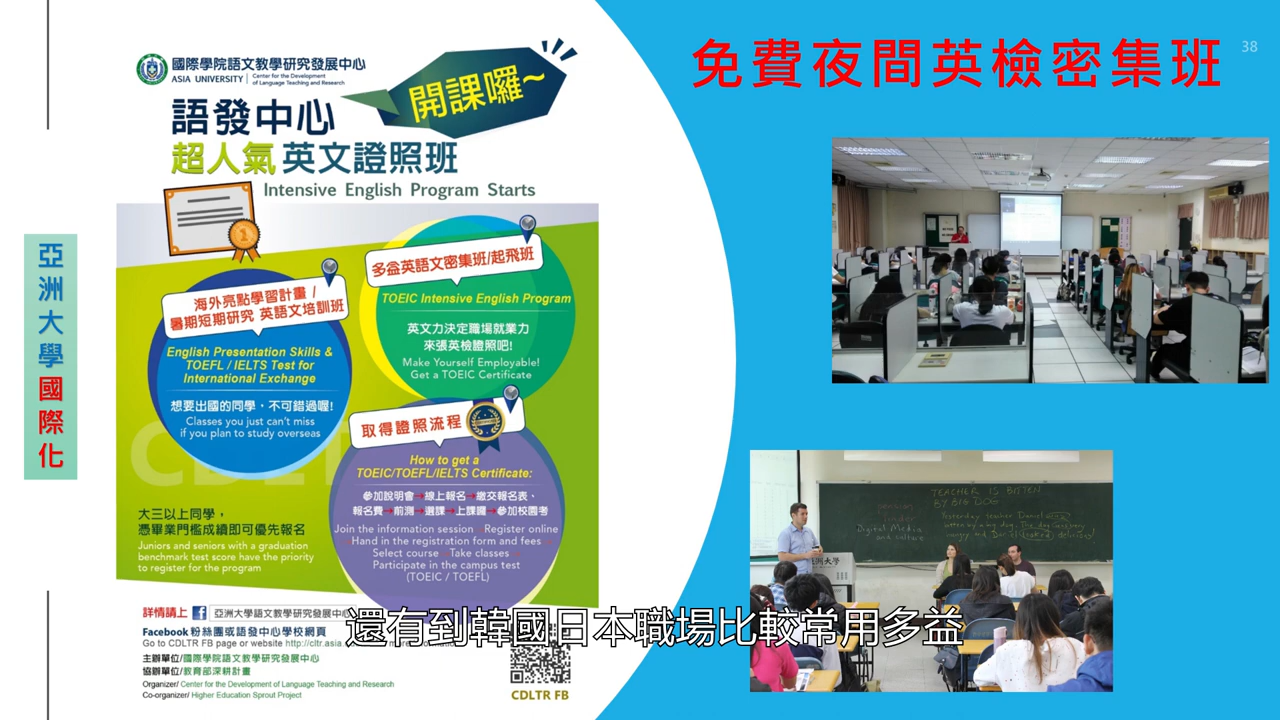 38
免費夜間英檢密集班
國際學院語文教學研究發展中心
ASIA UNIVERSITY
Center for the Development
of Language Teaching and Research
開課囉~
語發中心
超人氣英文證照班
Intensive English Program Starts
多益英語文密集班/起飛班
TOEIC Intensive English Program
英文力決定職場就業力
來張英檢證照吧!
Make Yourself Employable!
Get a TOEIC Certificate
海外亮點學習計畫 /
暑期短期研究 英語文培訓班
English Presentation Skills &
TOEFL / IELTS Test for
International Exchange
想要出國的同學，不可錯過喔!
Classes you just can't miss
if you plan to study overseas
取得證照流程
How to get a
TOEIC/TOEFL/IELTS Certificate:
參加說明會→線上報名→繳交報名表、
報名費→前測→選課→上課囉→參加校園考
Join the information session→Register online
→Hand in the registration form and fees→
Select course→Take classes→
Participate in the campus test
(TOEIC / TOEFL)
CDLT
大三以上同學，
憑畢業門檻成績即可優先報名
Juniors and seniors with a graduation
benchmark test score have the priority
to register for the program
詳情請上
亞洲大學語文教學研究發展中心
Facebook 粉絲團或語發中心學校網頁
Go to CDLTR FB page or website http://cltr.asia.
主辦單位/國際學院語文教學研究發展中心
協辦單位/教育部深耕計畫
Organizer/ Center for the Development of Language Teaching and Research
Co-organizer/ Higher Education Sprout Project
CDLTR FB
亞洲大學國際化
TEACHER IS BITTEN
BY BIG DOG
Session
Digital Media
and culture
Yesterday teacher Daniel was
還有到韓國日本職場比較常用多益